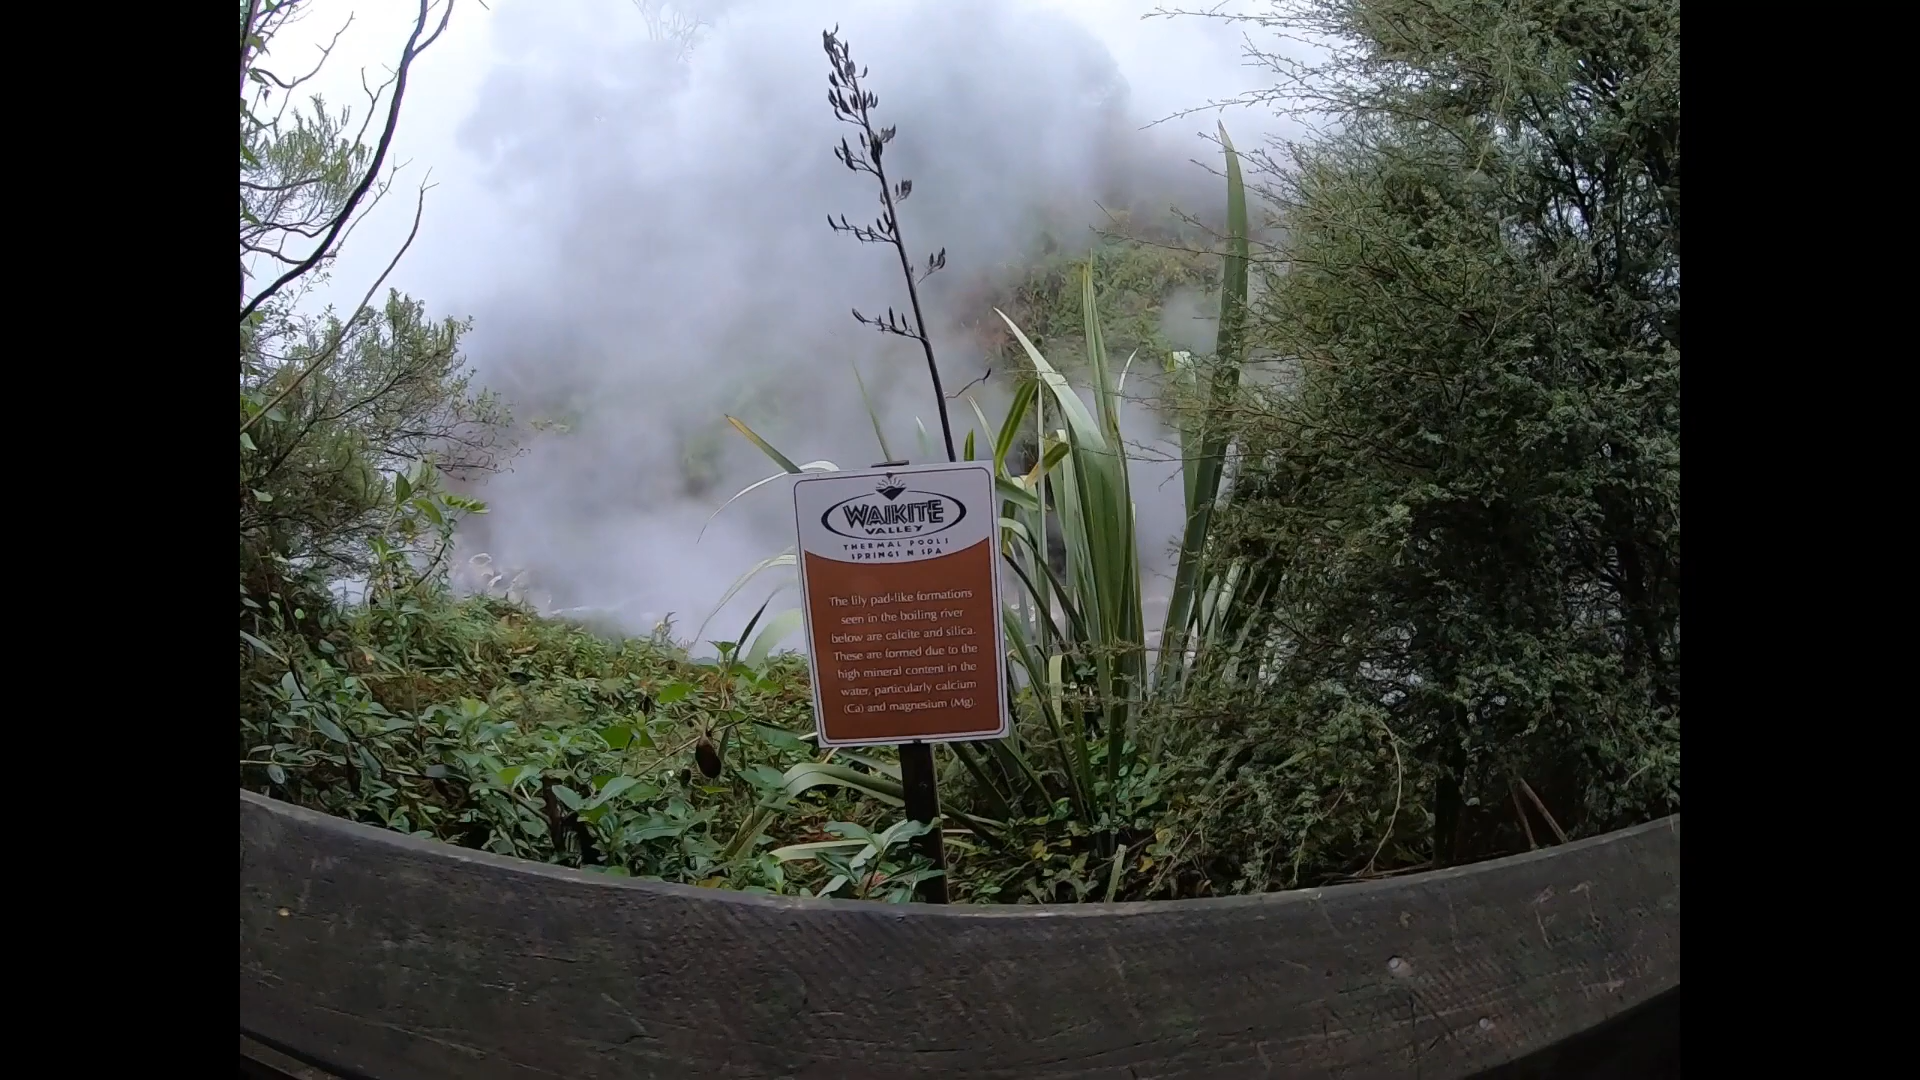 WAIKITE
VALLEY
THERMAL POOLS
SPRINGS N SPA
The lily pad-like formations
seen in the boiling river
below are calcite and silica.
These are formed due to the
high mineral content in the
water, particularly calcium
(Ca) and magnesium (Mg).